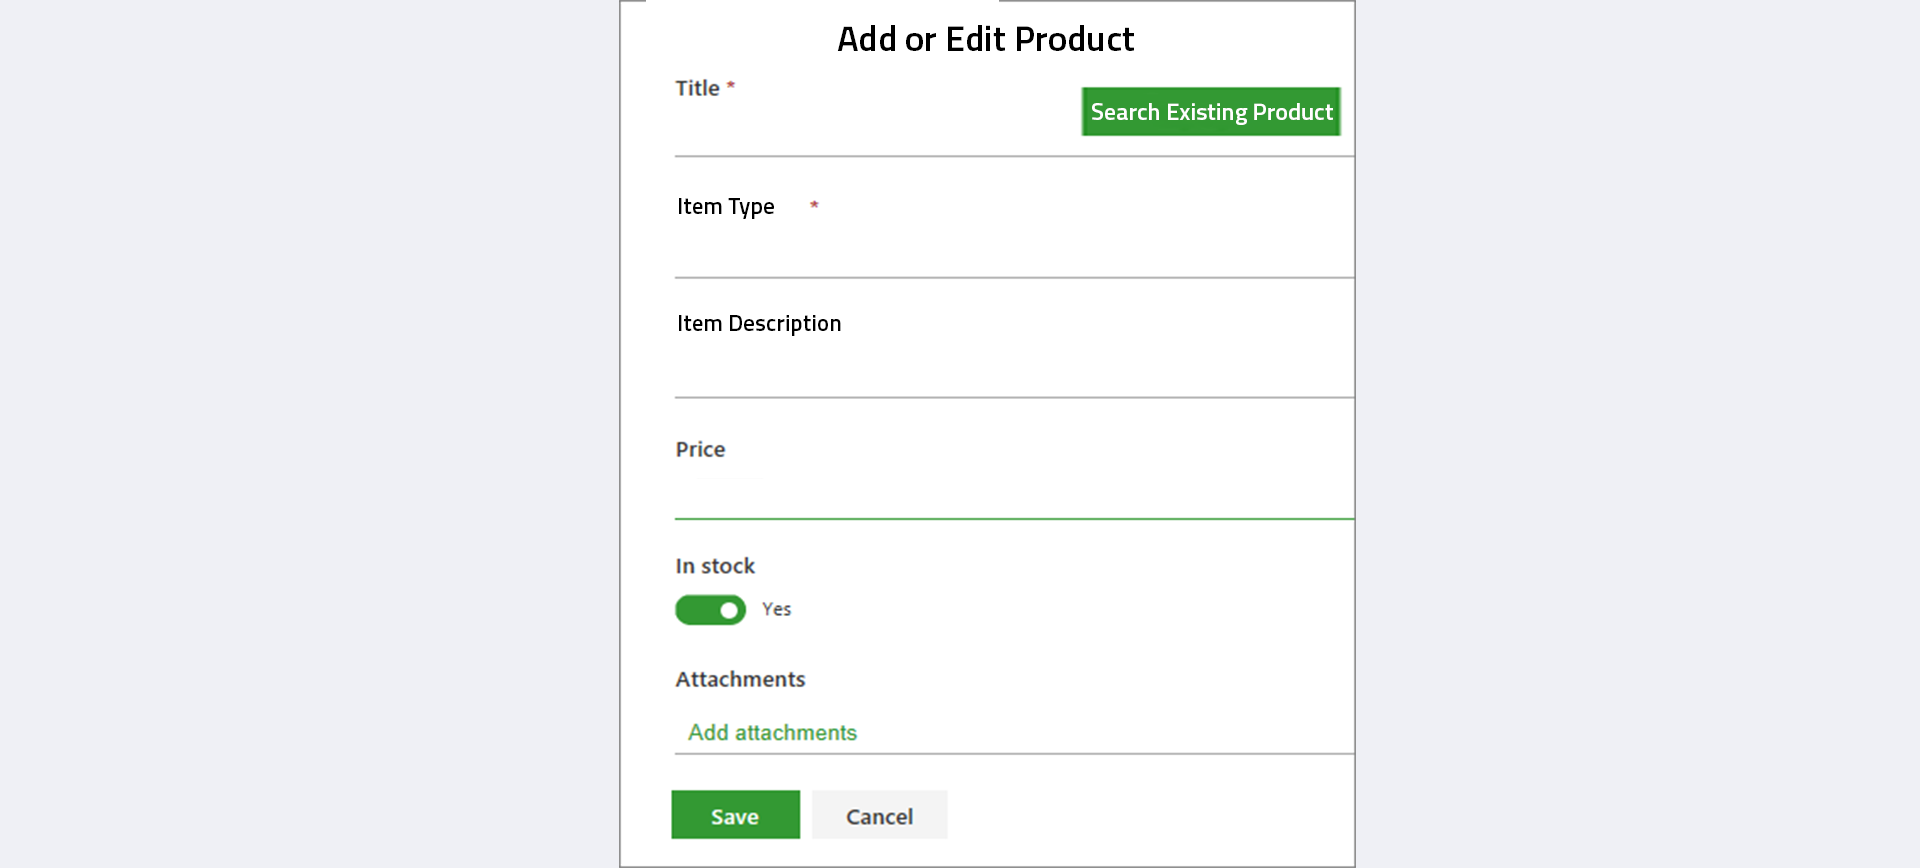 Add or Edit Product
Title *
Search Existing Product
Item Type *
Item Description
Price
In stock
Yes
Attachments
Add attachments
Save
Cancel